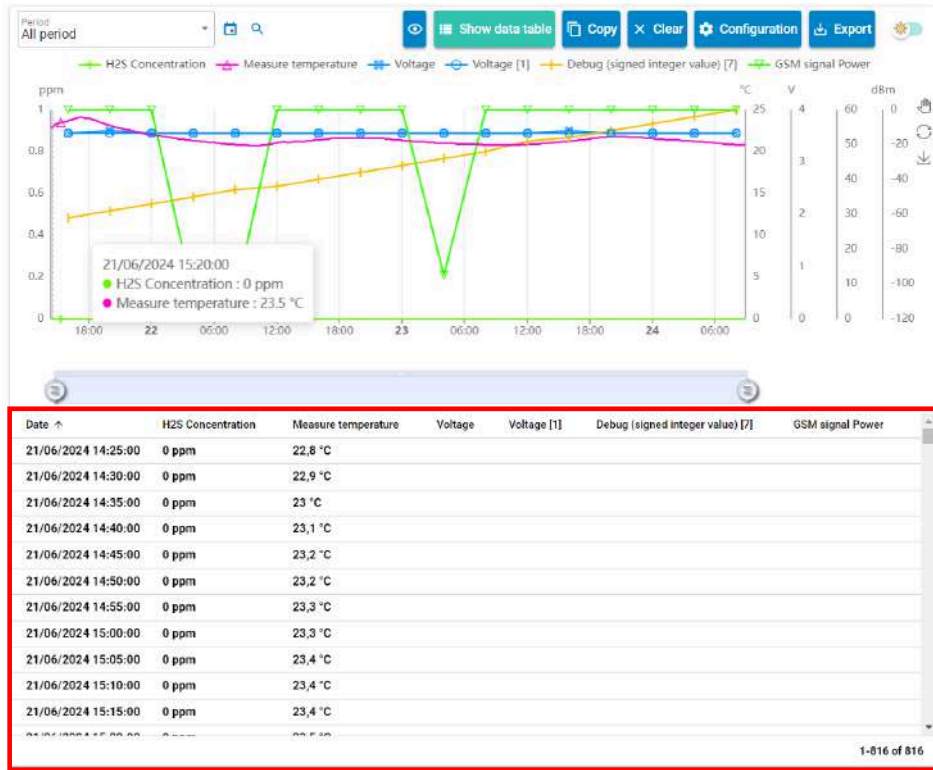 Period
All period
Show data table Copy Clear Configuration Export
H2S Concentration Measure temperature Voltage Voltage [1] Debug (signed integer value) [7] GSM signal Power
ppm °C V dBm
1 25 4 60 0
0.8 20 3 50 -20
0.6 15 2 40 -40
0.4 10 1 30 -60
0.2 5 0 20 -80
0 0 10 -100
0 -120
21/06/2024 15:20:00
H2S Concentration : 0 ppm
Measure temperature : 23.5 °C
18:00 22 06:00 12:00 18:00 23 06:00 12:00 18:00 24 06:00
Date ↑ H2S Concentration Measure temperature Voltage Voltage [1] Debug (signed integer value) [7] GSM signal Power
21/06/2024 14:25:00 0 ppm 22,8 °C
21/06/2024 14:30:00 0 ppm 22,9 °C
21/06/2024 14:35:00 0 ppm 23 °C
21/06/2024 14:40:00 0 ppm 23,1 °C
21/06/2024 14:45:00 0 ppm 23,2 °C
21/06/2024 14:50:00 0 ppm 23,2 °C
21/06/2024 14:55:00 0 ppm 23,3 °C
21/06/2024 15:00:00 0 ppm 23,3 °C
21/06/2024 15:05:00 0 ppm 23,4 °C
21/06/2024 15:10:00 0 ppm 23,4 °C
21/06/2024 15:15:00 0 ppm 23,4 °C
1-816 of 816